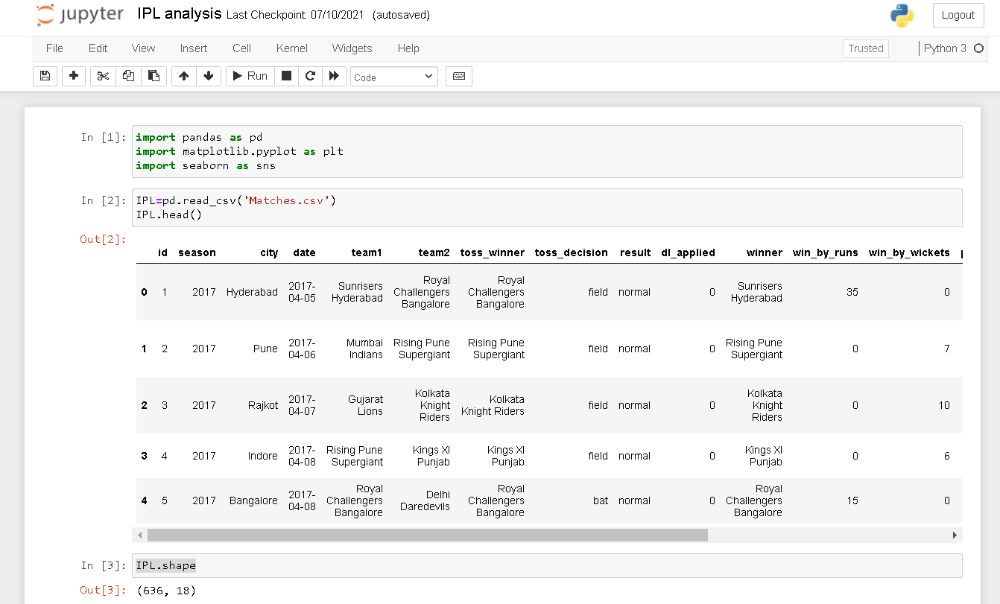 jupyter IPL analysis Last Checkpoint: 07/10/2021 (autosaved) Logout
File Edit View Insert Cell Kernel Widgets Help Trusted Python 3
Run Code
In [1]: import pandas as pd
import matplotlib.pyplot as plt
import seaborn as sns
In [2]: IPL=pd.read_csv('Matches.csv')
IPL.head()
Out[2]:
id season city date team1 team2 toss_winner toss_decision result dl_applied winner win_by_runs win_by_wickets
0 1 2017 Hyderabad 2017-04-05 Sunrisers Hyderabad Royal Challengers Bangalore Royal Challengers Bangalore field normal 0 Sunrisers Hyderabad 35 0
1 2 2017 Pune 2017-04-06 Mumbai Indians Rising Pune Supergiant Rising Pune Supergiant field normal 0 Rising Pune Supergiant 0 7
2 3 2017 Rajkot 2017-04-07 Gujarat Lions Kolkata Knight Riders Kolkata Knight Riders field normal 0 Kolkata Knight Riders 0 10
3 4 2017 Indore 2017-04-08 Rising Pune Supergiant Kings XI Punjab Kings XI Punjab field normal 0 Kings XI Punjab 0 6
4 5 2017 Bangalore 2017-04-08 Royal Challengers Bangalore Delhi Daredevils Royal Challengers Bangalore bat normal 0 Royal Challengers Bangalore 15 0
In [3]: IPL.shape
Out[3]: (636, 18)